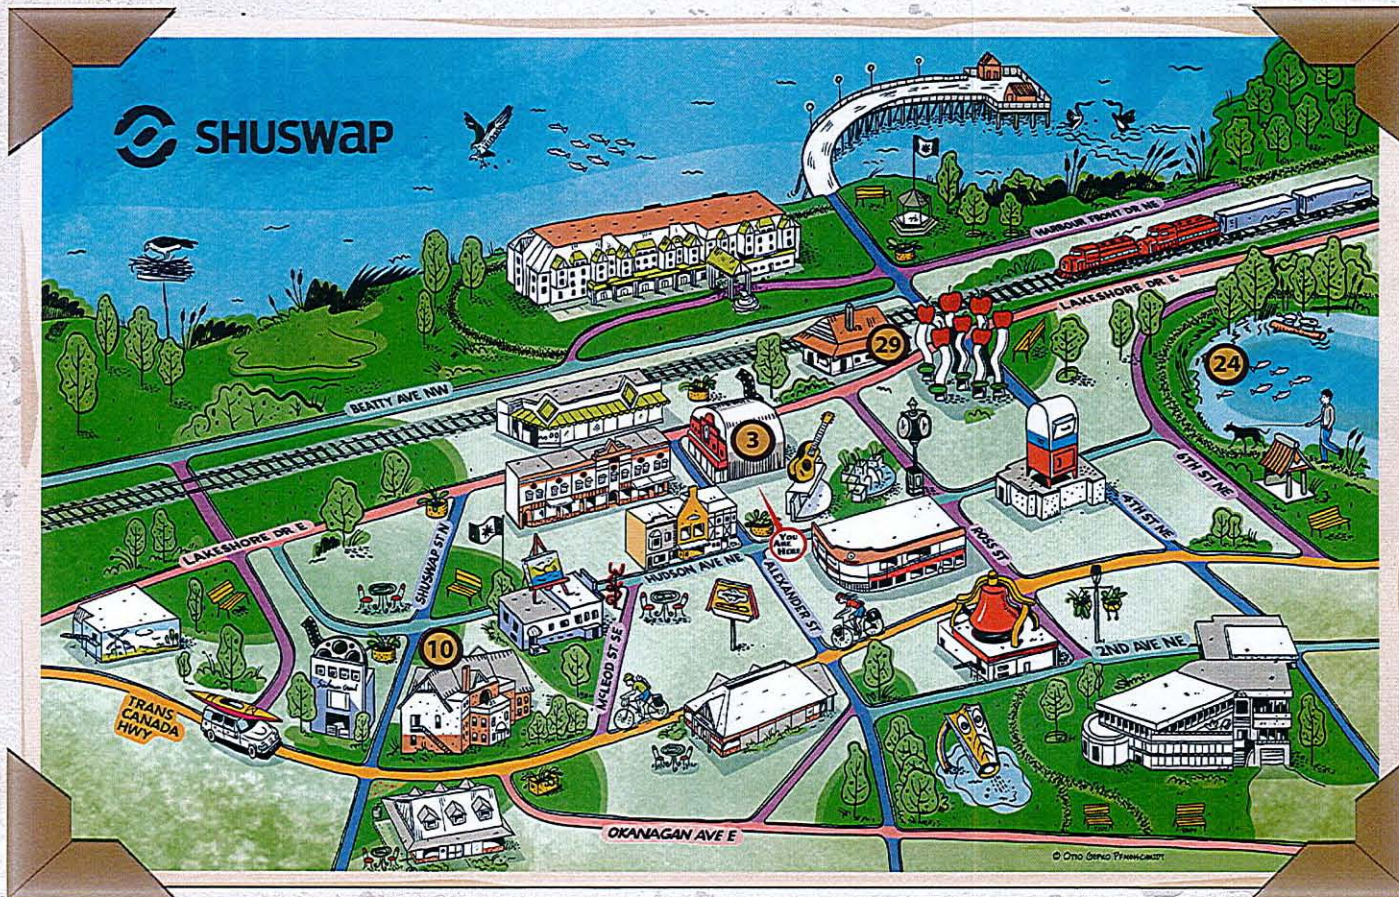 SHUSWAP
HARBOUR FRONT DR NE
LAKESHORE DR E
29
24
BEATTY AVE NW
3
6TH ST NE
4TH ST NE
LAKESHORE DR E
ROSS ST
YOU
ARE
HERE
SHUSWAP ST N
HUDSON AVE NE
ALEXANDER ST
10
2ND AVE NE
MCLEOD ST SE
TRANS
CANADA
HWY
OKANAGAN AVE E